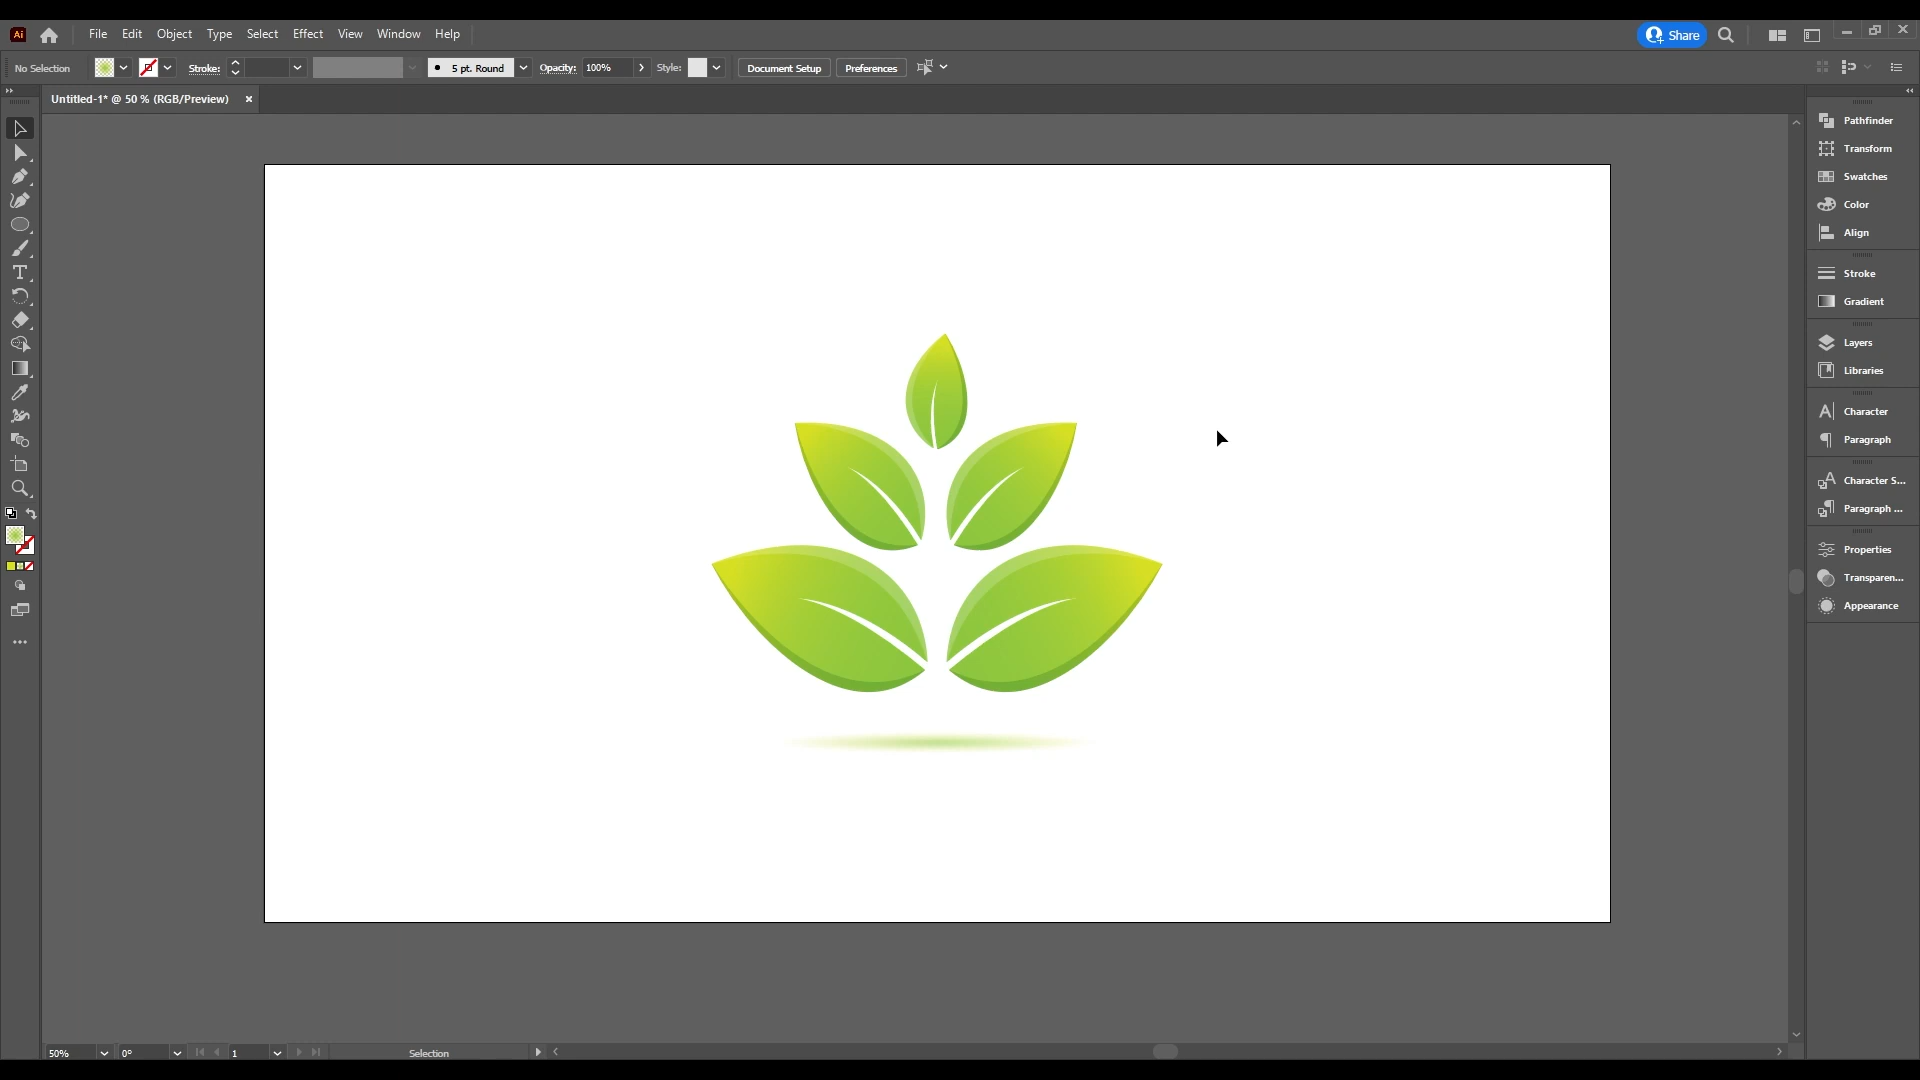 Ai File Edit Object Type Select Effect View Window Help Share
No Selection Stroke: 5 pt. Round Opacity: 100% Style: Document Setup Preferences
Untitled-1* @ 50 % (RGB/Preview) ×
Pathfinder
Transform
Swatches
Color
Align
Stroke
Gradient
Layers
Libraries
Character
Paragraph
Character S...
Paragraph ...
Properties
Transparen...
Appearance
50% 0° 1 Selection